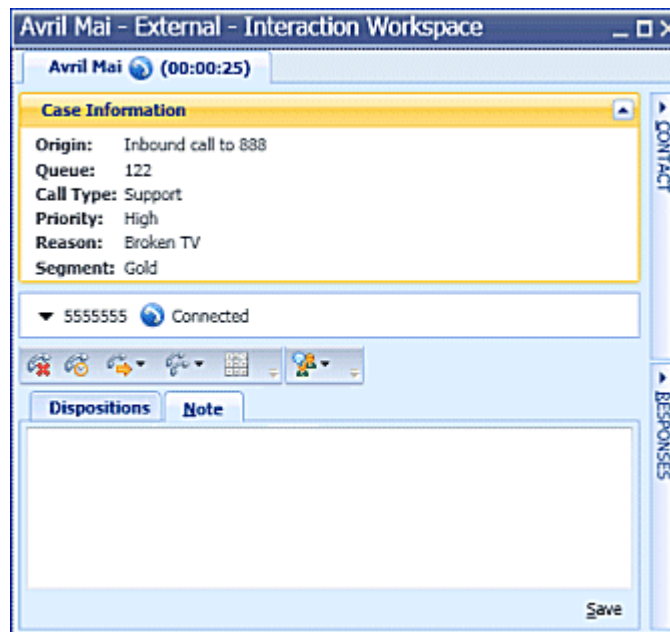 Avril Mai - External - Interaction Workspace
Avril Mai (00:00:25)
Case Information
Origin: Inbound call to 888
Queue: 122
Call Type: Support
Priority: High
Reason: Broken TV
Segment: Gold
5555555 Connected
Dispositions Note
Save
CONTACT
RESPONSES